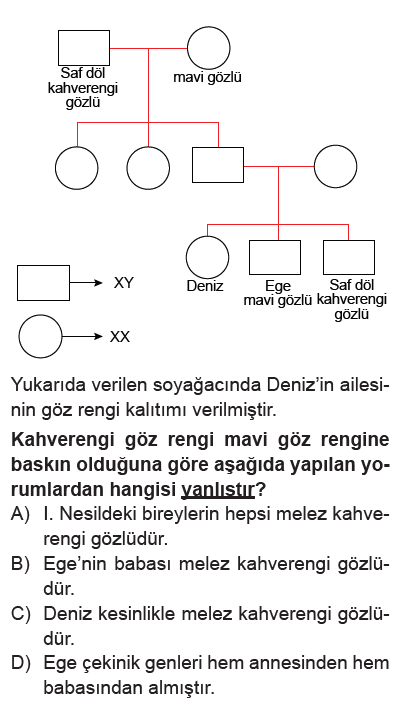 Saf döl
kahverengi
gözlü
mavi gözlü
Deniz
Ege
mavi gözlü
Saf döl
kahverengi
gözlü
XY
XX
Yukarıda verilen soyağacında Deniz'in ailesi-
nin göz rengi kalıtımı verilmiştir.
Kahverengi göz rengi mavi göz rengine
baskın olduğuna göre aşağıda yapılan yo-
rumlardan hangisi yanlıştır?
A) I. Nesildeki bireylerin hepsi melez kahve-
rengi gözlüdür.
B) Ege'nin babası melez kahverengi gözlü-
dür.
C) Deniz kesinlikle melez kahverengi gözlü-
dür.
D) Ege çekinik genleri hem annesinden hem
babasından almıştır.